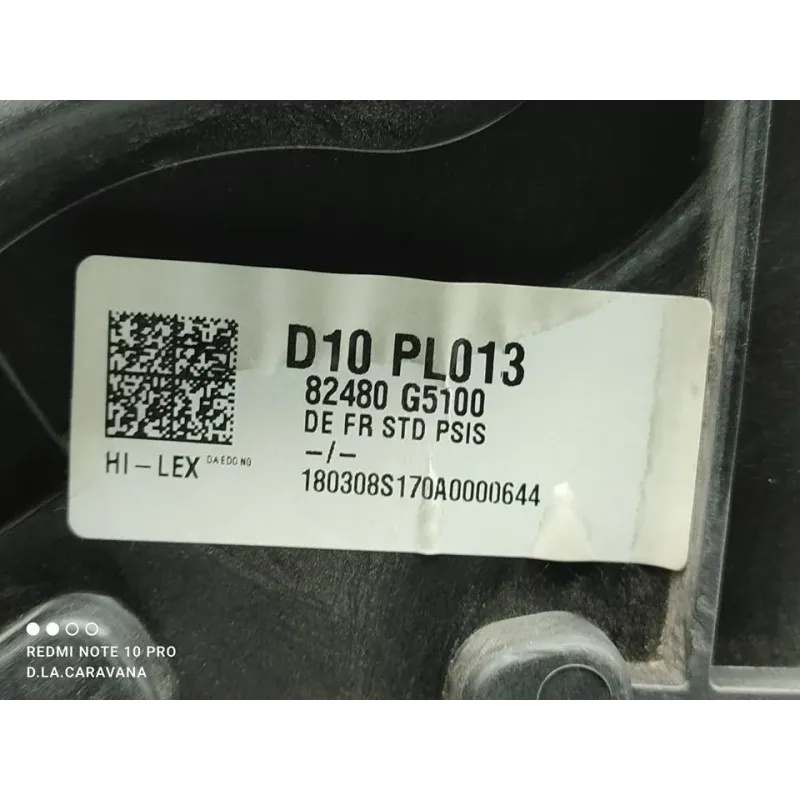 D10 PL013
82480 G5100
DE FR STD PSIS
-/-
180308S170A0000644
HI-LEX DAEDONG
REDMI NOTE 10 PRO
D.LA.CARAVANA